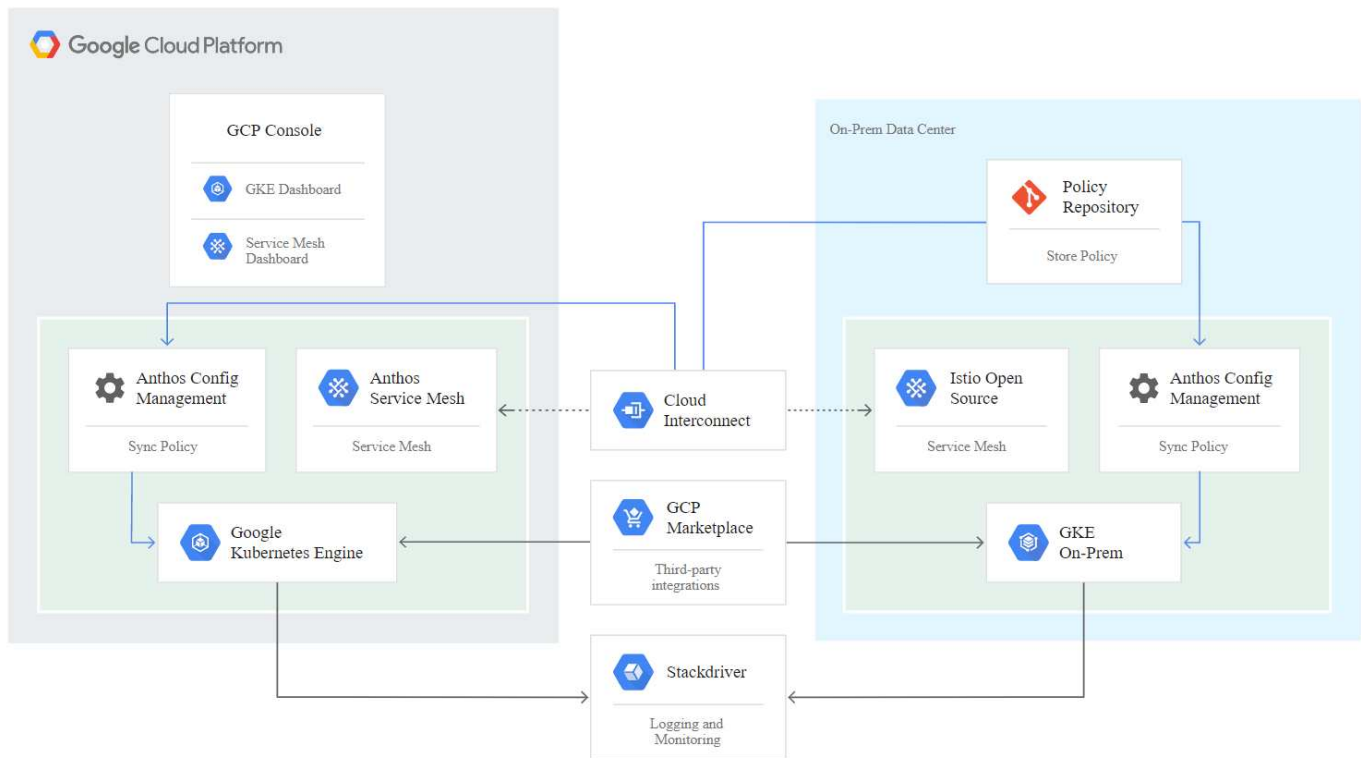 Google Cloud Platform
GCP Console
GKE Dashboard
Service Mesh
Dashboard
On-Prem Data Center
Policy
Repository
Store Policy
Anthos Config
Management
Sync Policy
Anthos
Service Mesh
Service Mesh
Cloud
Interconnect
Istio Open
Source
Service Mesh
Anthos Config
Management
Sync Policy
Google
Kubernetes Engine
GCP
Marketplace
Third-party
integrations
GKE
On-Prem
Stackdriver
Logging and
Monitoring